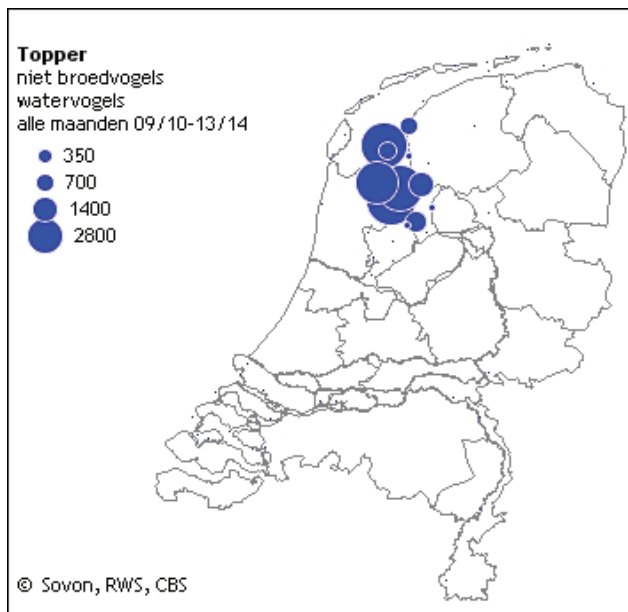 Topper
niet broedvogels
watervogels
alle maanden 09/10-13/14
350
700
1400
2800
© Sovon, RWS, CBS